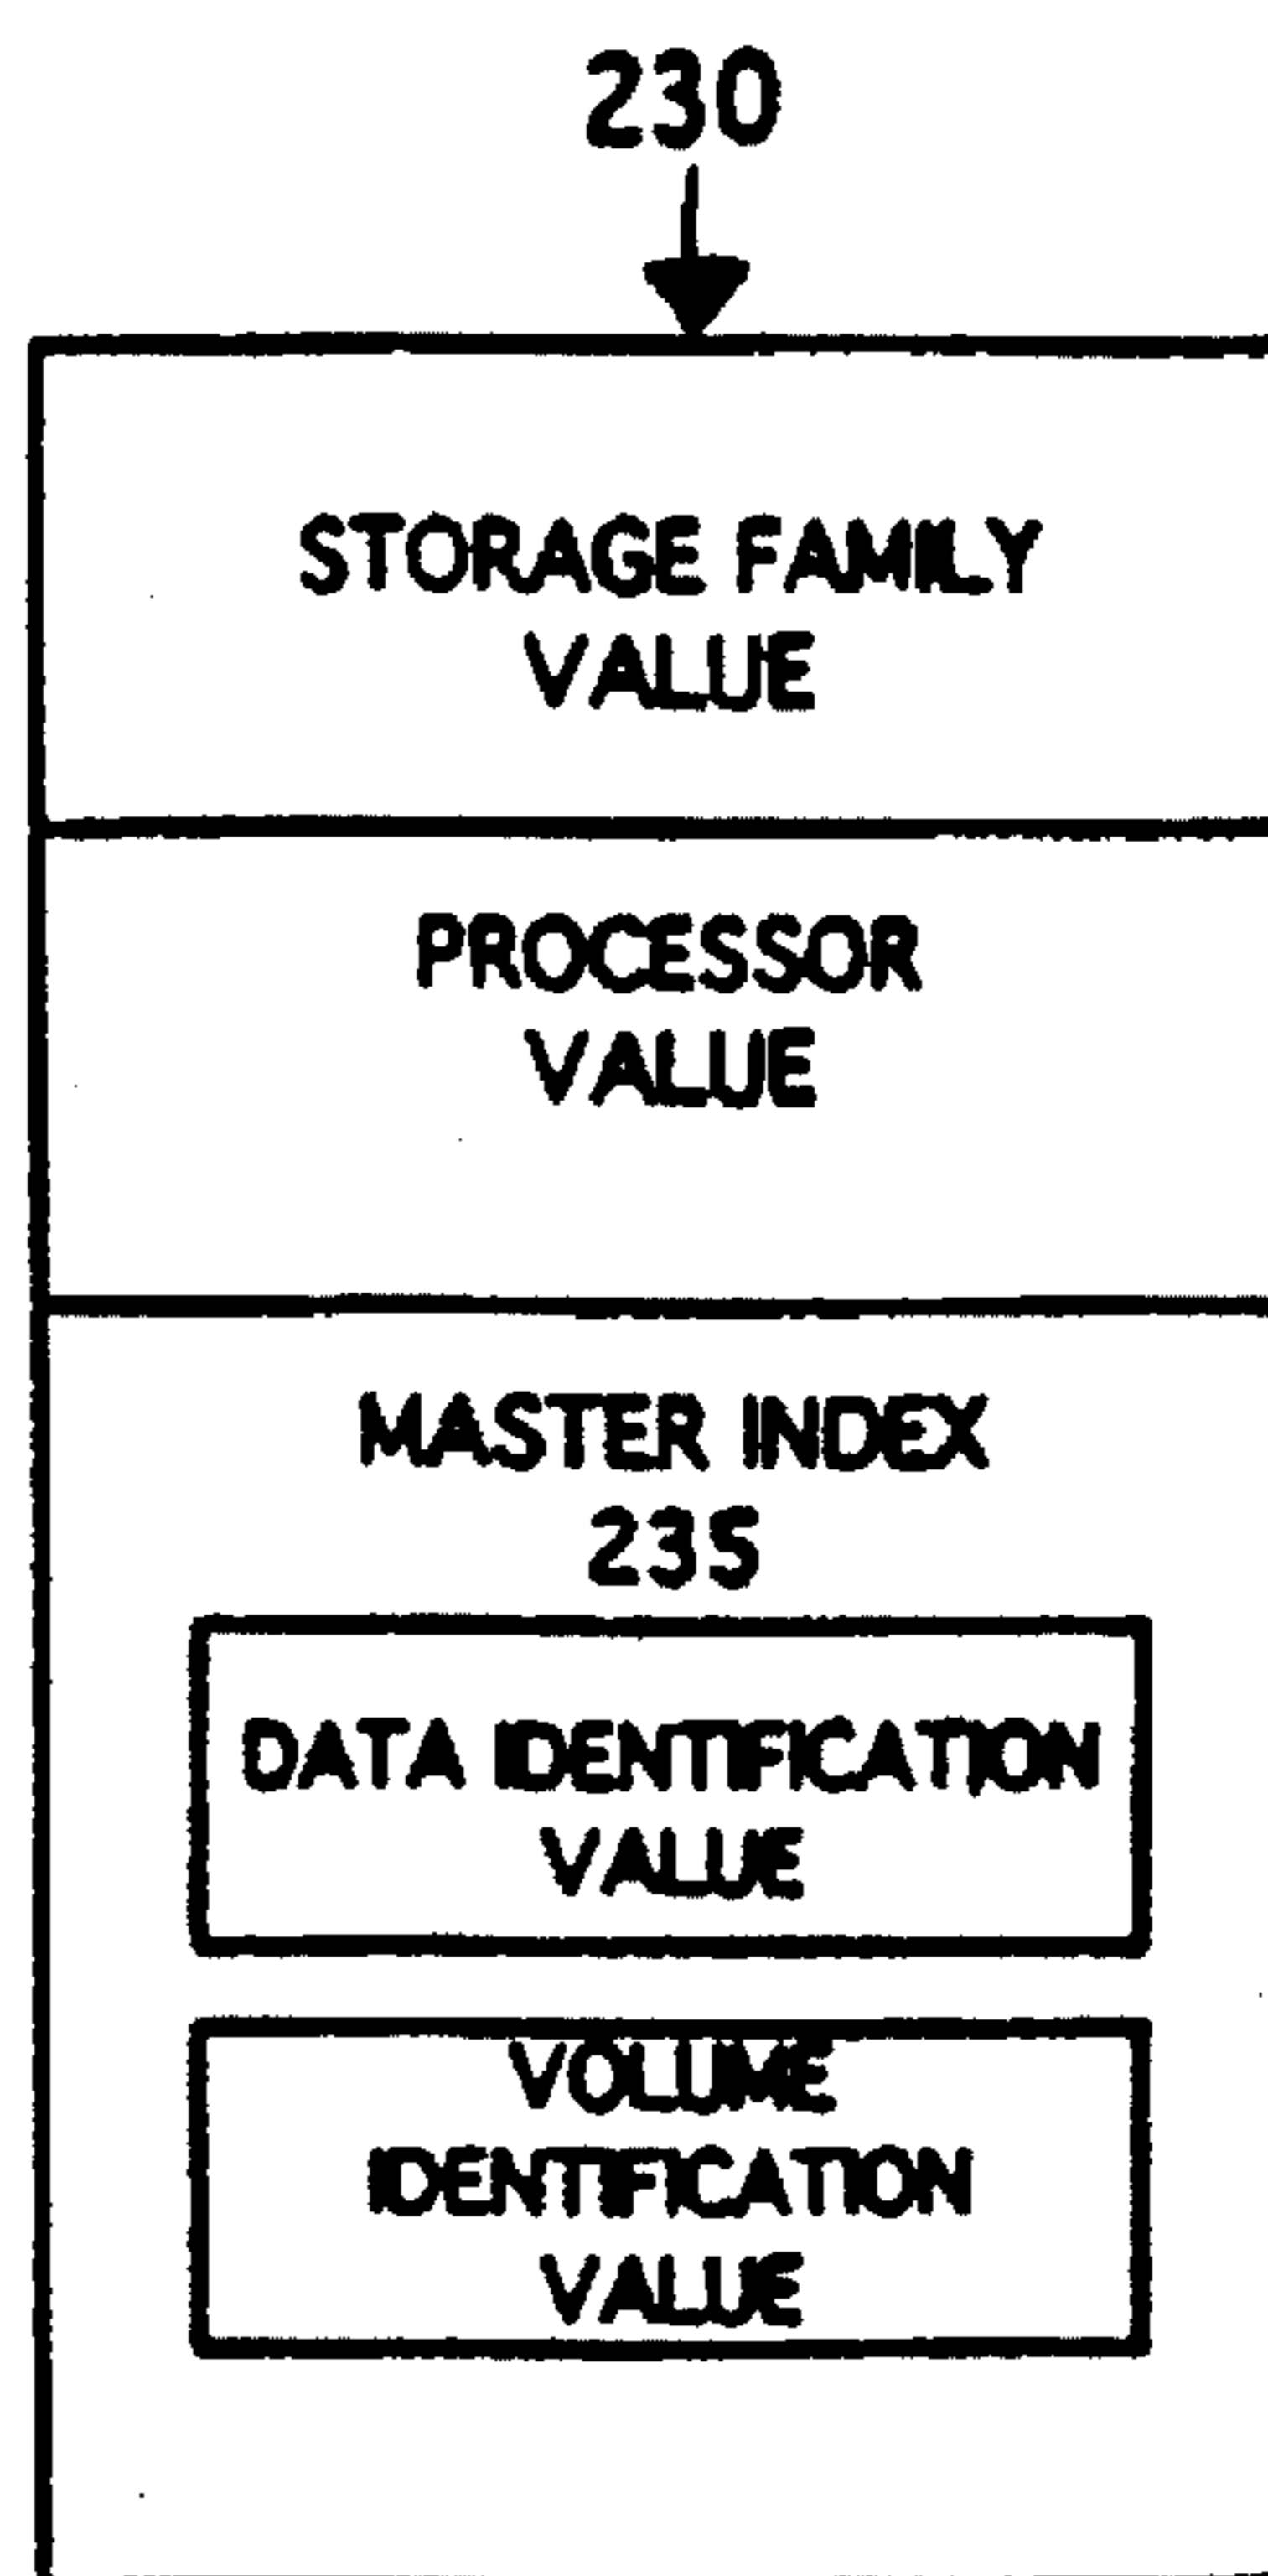 230
STORAGE FAMILY
VALUE
PROCESSOR
VALUE
MASTER INDEX
235
DATA IDENTIFICATION
VALUE
VOLUME
IDENTIFICATION
VALUE